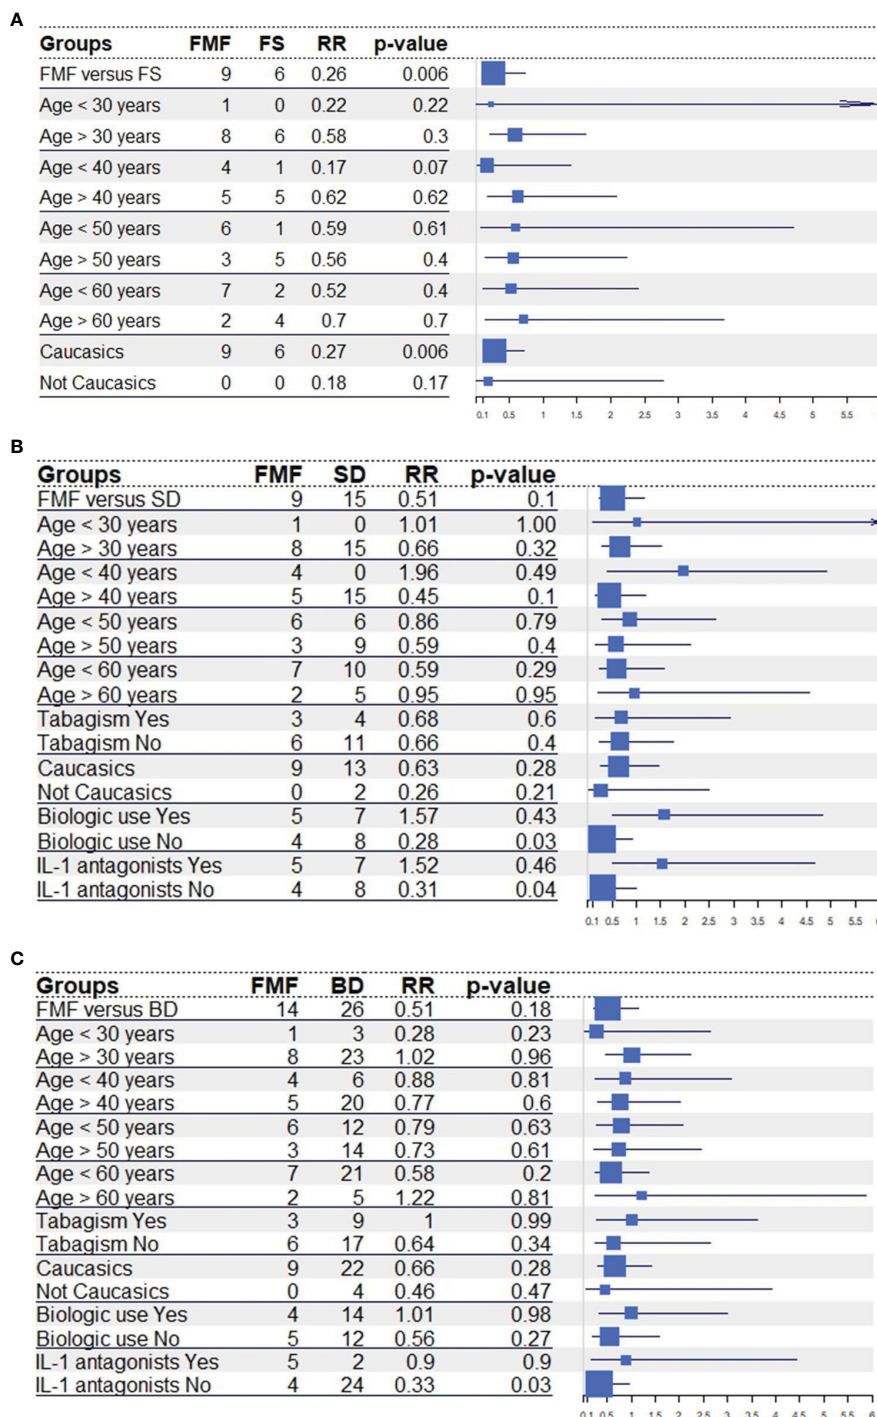 A
Groups FMF FS RR p-value
FMF versus FS 9 6 0.26 0.006
Age < 30 years 1 0 0.22 0.22
Age > 30 years 8 6 0.58 0.3
Age < 40 years 4 1 0.17 0.07
Age > 40 years 5 5 0.62 0.62
Age < 50 years 6 1 0.59 0.61
Age > 50 years 3 5 0.56 0.4
Age < 60 years 7 2 0.52 0.4
Age > 60 years 2 4 0.7 0.7
Caucasics 9 6 0.27 0.006
Not Caucasics 0 0 0.18 0.17
0.1 0.5 1 1.5 2 2.5 3 3.5 4 4.5 5 5.5
B
Groups FMF SD RR p-value
FMF versus SD 9 15 0.51 0.1
Age < 30 years 1 0 1.01 1.00
Age > 30 years 8 15 0.66 0.32
Age < 40 years 4 0 1.96 0.49
Age > 40 years 5 15 0.45 0.1
Age < 50 years 6 6 0.86 0.79
Age > 50 years 3 9 0.59 0.4
Age < 60 years 7 10 0.59 0.29
Age > 60 years 2 5 0.95 0.95
Tabagism Yes 3 4 0.68 0.6
Tabagism No 6 11 0.66 0.4
Caucasics 9 13 0.63 0.28
Not Caucasics 0 2 0.26 0.21
Biologic use Yes 5 7 1.57 0.43
Biologic use No 4 8 0.28 0.03
IL-1 antagonists Yes 5 7 1.52 0.46
IL-1 antagonists No 4 8 0.31 0.04
0.1 0.5 1 1.5 2 2.5 3 3.5 4 4.5 5 5.5
C
Groups FMF BD RR p-value
FMF versus BD 14 26 0.51 0.18
Age < 30 years 1 3 0.28 0.23
Age > 30 years 8 23 1.02 0.96
Age < 40 years 4 6 0.88 0.81
Age > 40 years 5 20 0.77 0.6
Age < 50 years 6 12 0.79 0.63
Age > 50 years 3 14 0.73 0.61
Age < 60 years 7 21 0.58 0.2
Age > 60 years 2 5 1.22 0.81
Tabagism Yes 3 9 1 0.99
Tabagism No 6 17 0.64 0.34
Caucasics 9 22 0.66 0.28
Not Caucasics 0 4 0.46 0.47
Biologic use Yes 4 14 1.01 0.98
Biologic use No 5 12 0.56 0.27
IL-1 antagonists Yes 5 2 0.9 0.9
IL-1 antagonists No 4 24 0.33 0.03
0.1 0.5 1 1.5 2 2.5 3 3.5 4 4.5 5 5.5 6